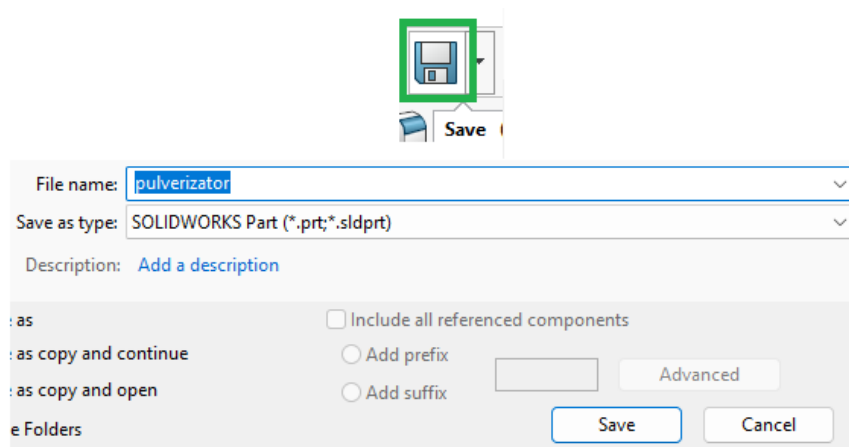 Save
File name: pulverizator
Save as type: SOLIDWORKS Part (*.prt;*.sldprt)
Description: Add a description
as Include all referenced components
as copy and continue Add prefix
Advanced
as copy and open Add suffix
e Folders Save Cancel